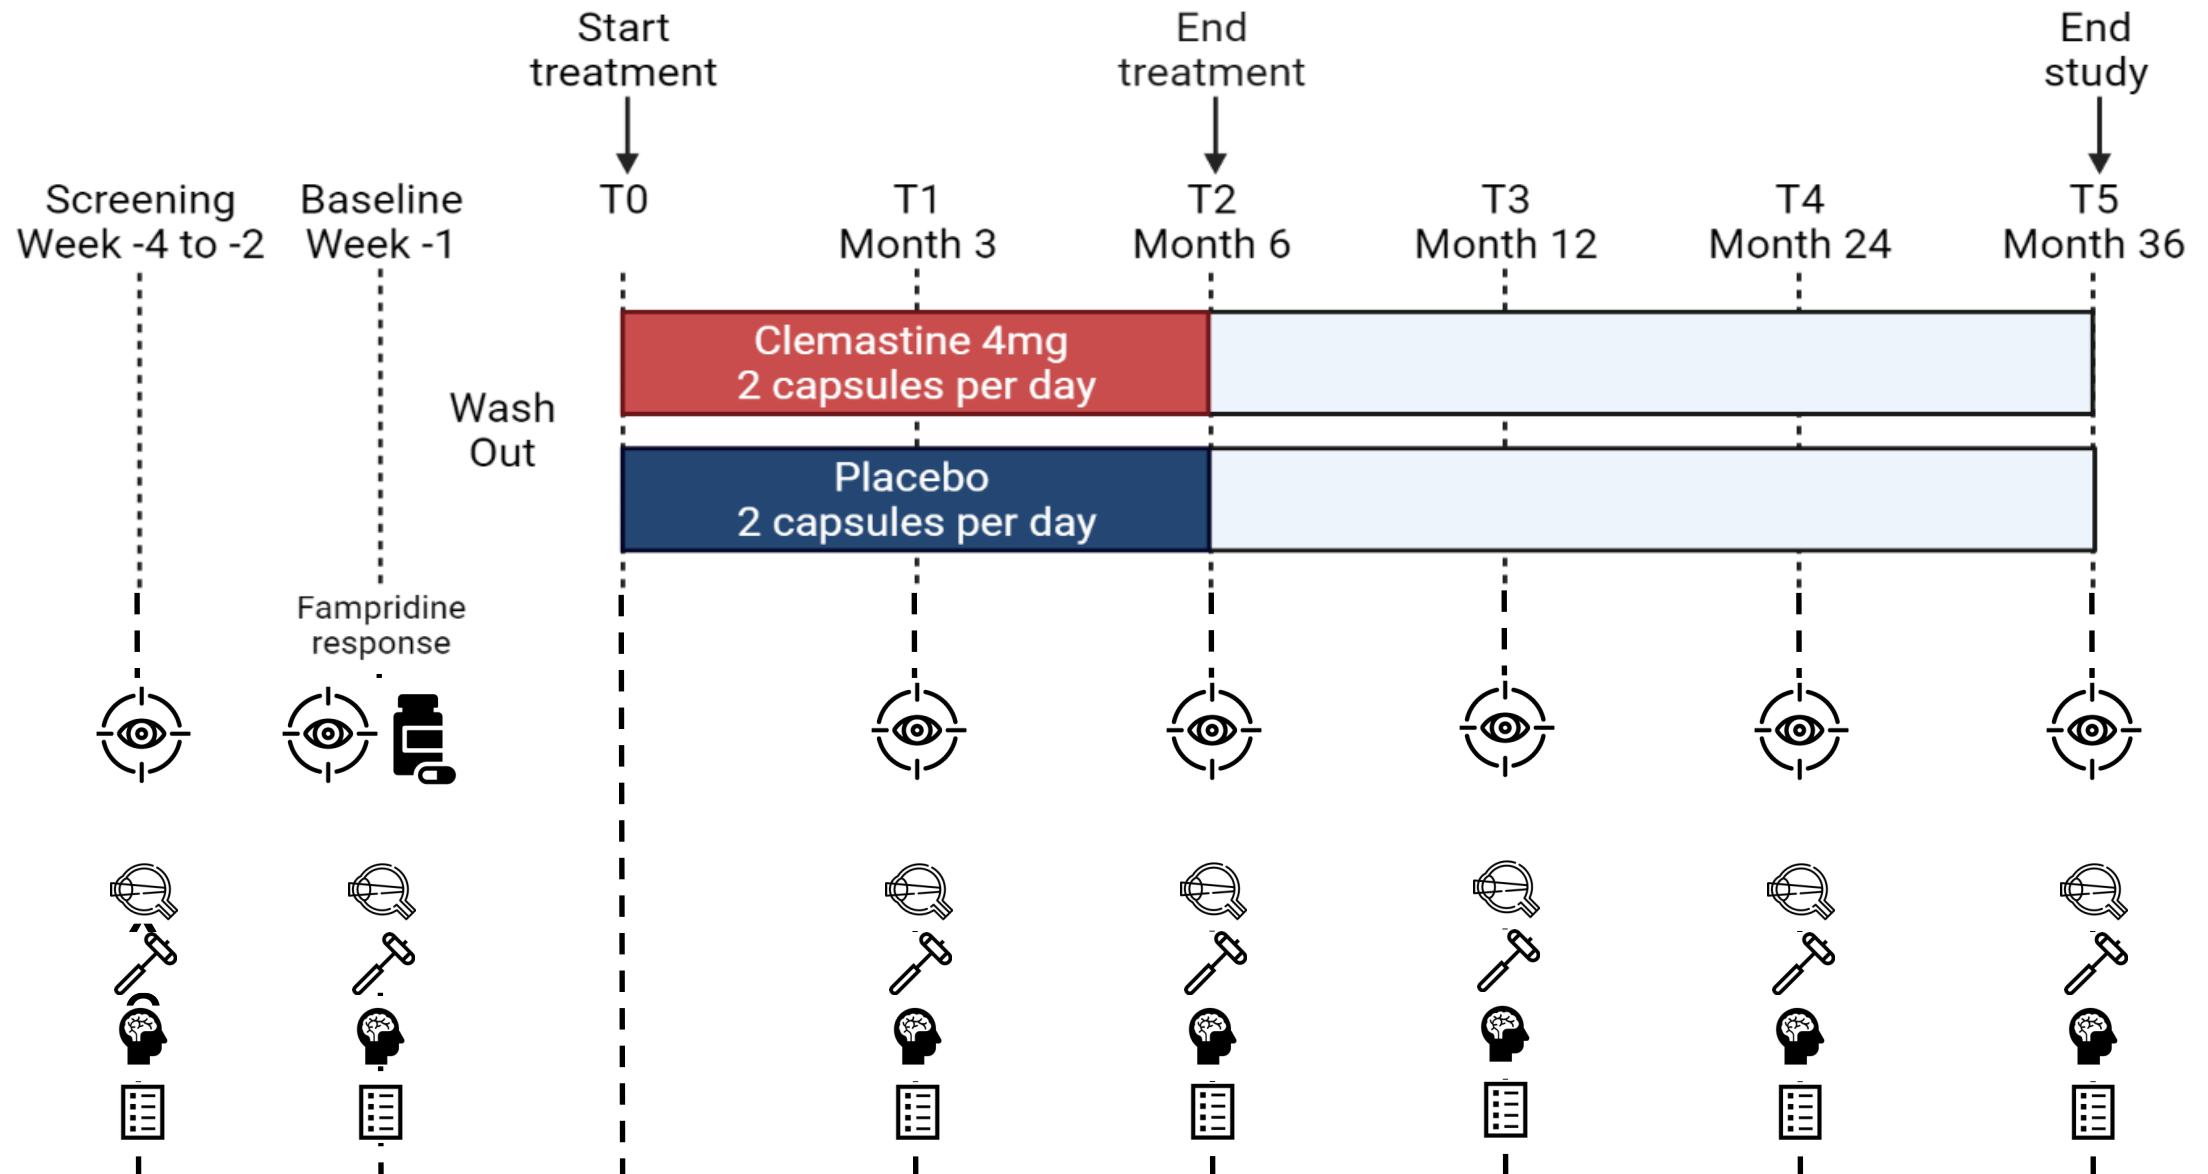 Start
treatment
End
treatment
End
study
Screening
Week -4 to -2
Baseline
Week -1
T0
T1
Month 3
T2
Month 6
T3
Month 12
T4
Month 24
T5
Month 36
Clemastine 4mg
2 capsules per day
Wash
Out
Placebo
2 capsules per day
Fampridine
response